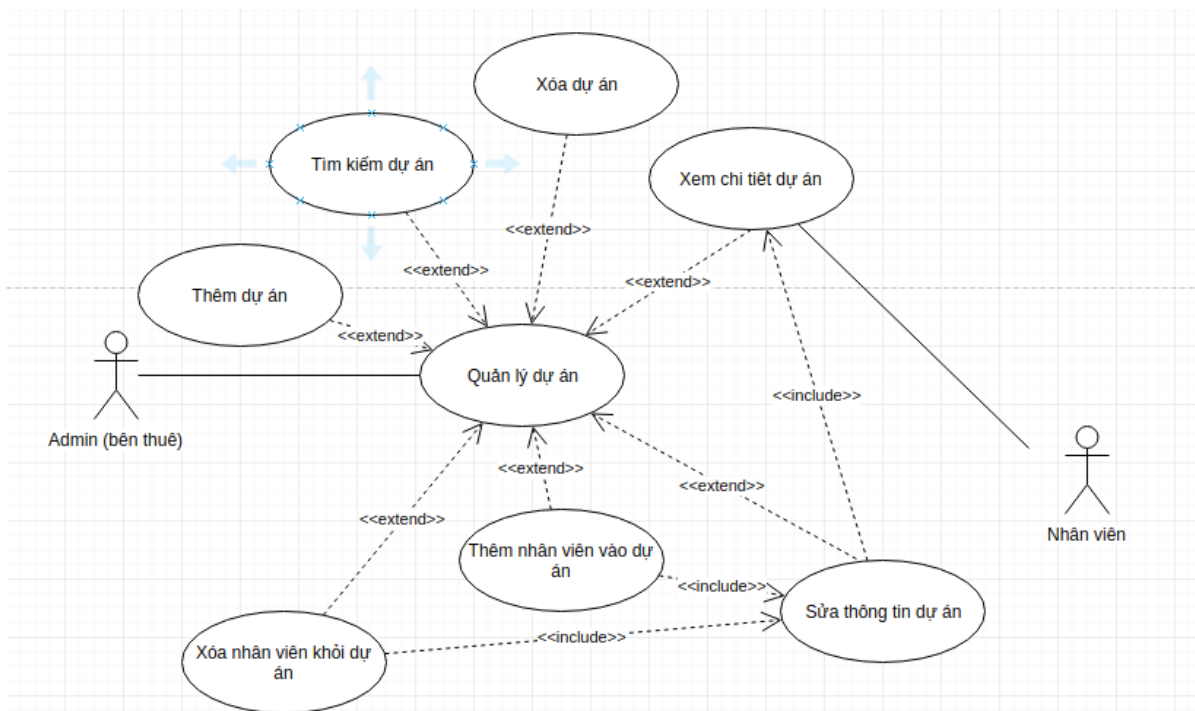 Xóa dự án
Tìm kiếm dự án
Xem chi tiêt dự án
<<extend>>
<<extend>>
<<extend>>
Thêm dự án
<<extend>>
Quản lý dự án
<<include>>
Admin (bên thuê)
<<extend>>
<<extend>>
<<extend>>
Nhân viên
Thêm nhân viên vào dự
án
<<include>>
Sửa thông tin dự án
<<include>>
Xóa nhân viên khỏi dự
án